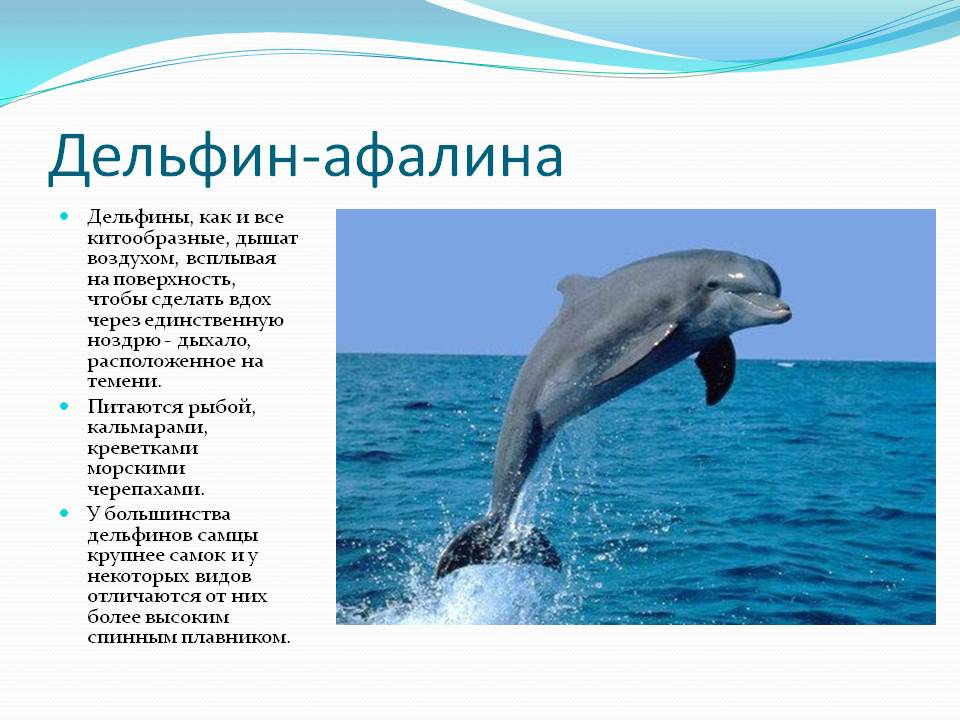 Дельфин-афалина
Дельфины, как и все
китообразные, дышат
воздухом, всплывая
на поверхность,
чтобы сделать вдох
через единственную
ноздрю - дыхало,
расположенное на
темени.
Питаются рыбой,
кальмарами,
креветками
морскими
черепахами.
У большинства
дельфинов самцы
крупнее самок и у
некоторых видов
отличаются от них
более высоким
спинным плавником.